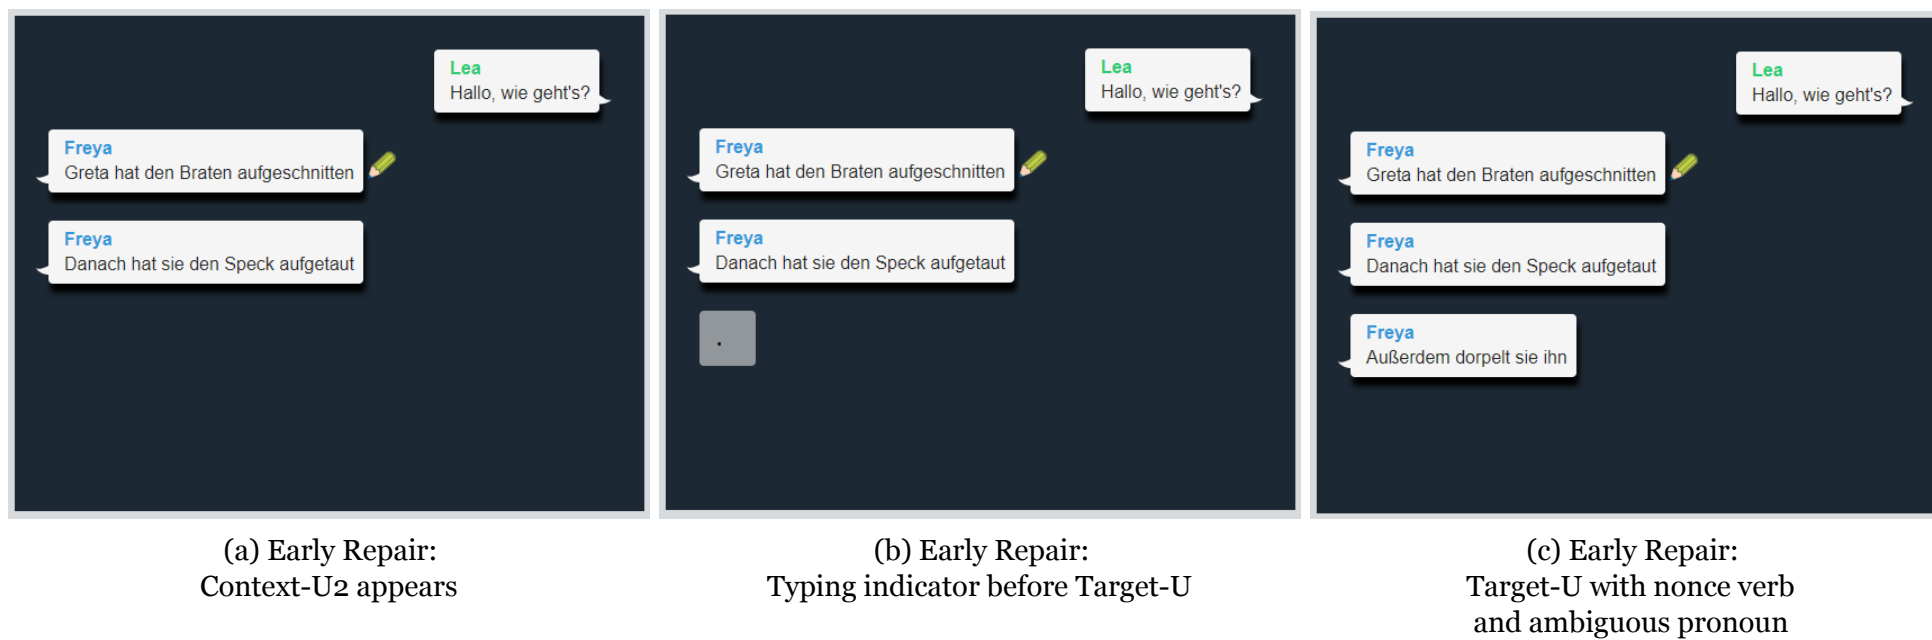 Lea
Hallo, wie geht's?
Freya
Greta hat den Braten aufgeschnitten
Freya
Danach hat sie den Speck aufgetaut
(a) Early Repair:
Context-U2 appears
Lea
Hallo, wie geht's?
Freya
Greta hat den Braten aufgeschnitten
Freya
Danach hat sie den Speck aufgetaut
.
(b) Early Repair:
Typing indicator before Target-U
Lea
Hallo, wie geht's?
Freya
Greta hat den Braten aufgeschnitten
Freya
Danach hat sie den Speck aufgetaut
Freya
Außerdem dorpelt sie ihn
(c) Early Repair:
Target-U with nonce verb
and ambiguous pronoun